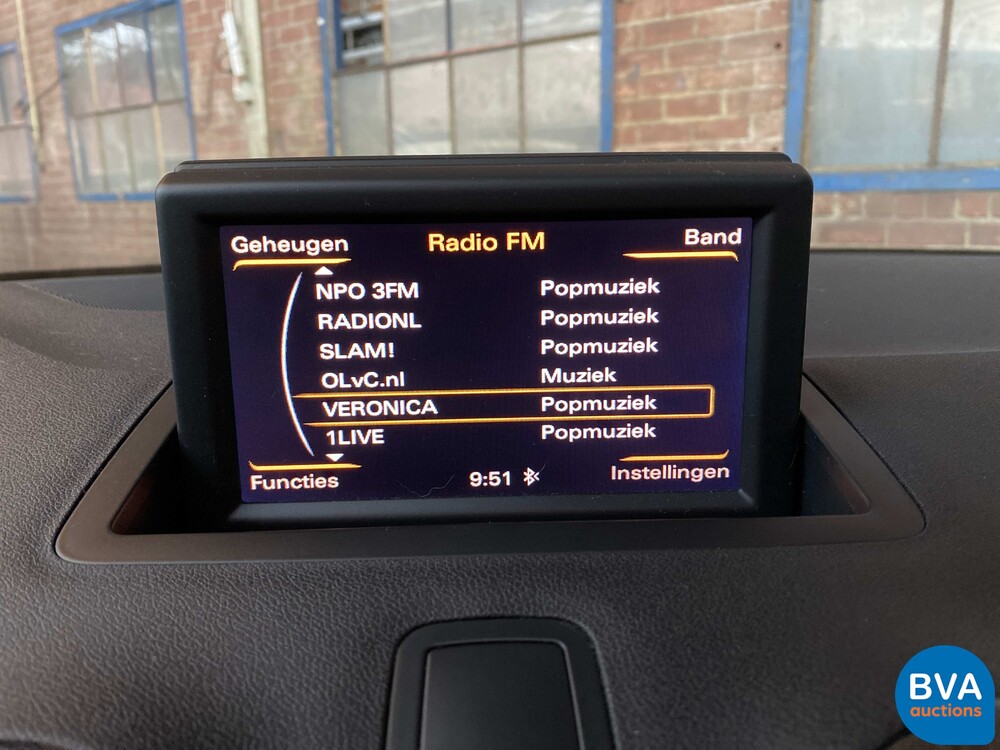 Geheugen Radio FM Band
NPO 3FM Popmuziek
RADIONL Popmuziek
SLAM! Popmuziek
OLvC.nl Muziek
VERONICA Popmuziek
1LIVE Popmuziek
Functies 9:51 Instellingen
BVA
auctions